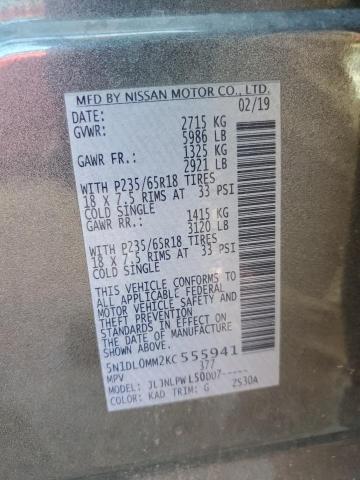 MFD BY NISSAN MOTOR CO., LTD.
DATE: 02/19
GVWR: 2715 KG
5986 LB
GAWR FR.: 1325 KG
2921 LB
WITH P235/65R18 TIRES
18 X 7.5 RIMS AT 33 PSI
COLD SINGLE
GAWR RR.: 1415 KG
3120 LB
WITH P235/65R18 TIRES
18 X 7.5 RIMS AT 33 PSI
COLD SINGLE
THIS VEHICLE CONFORMS TO
ALL APPLICABLE FEDERAL
MOTOR VEHICLE SAFETY AND
THEFT PREVENTION
STANDARDS IN EFFECT ON
THE DATE OF MANUFACTURE
SHOWN ABOVE.
5N1DL0MM2KC555941
MPV 377
MODEL: JLJNLPWL50DU7-----
COLOR: KAD TRIM: G 2S30A